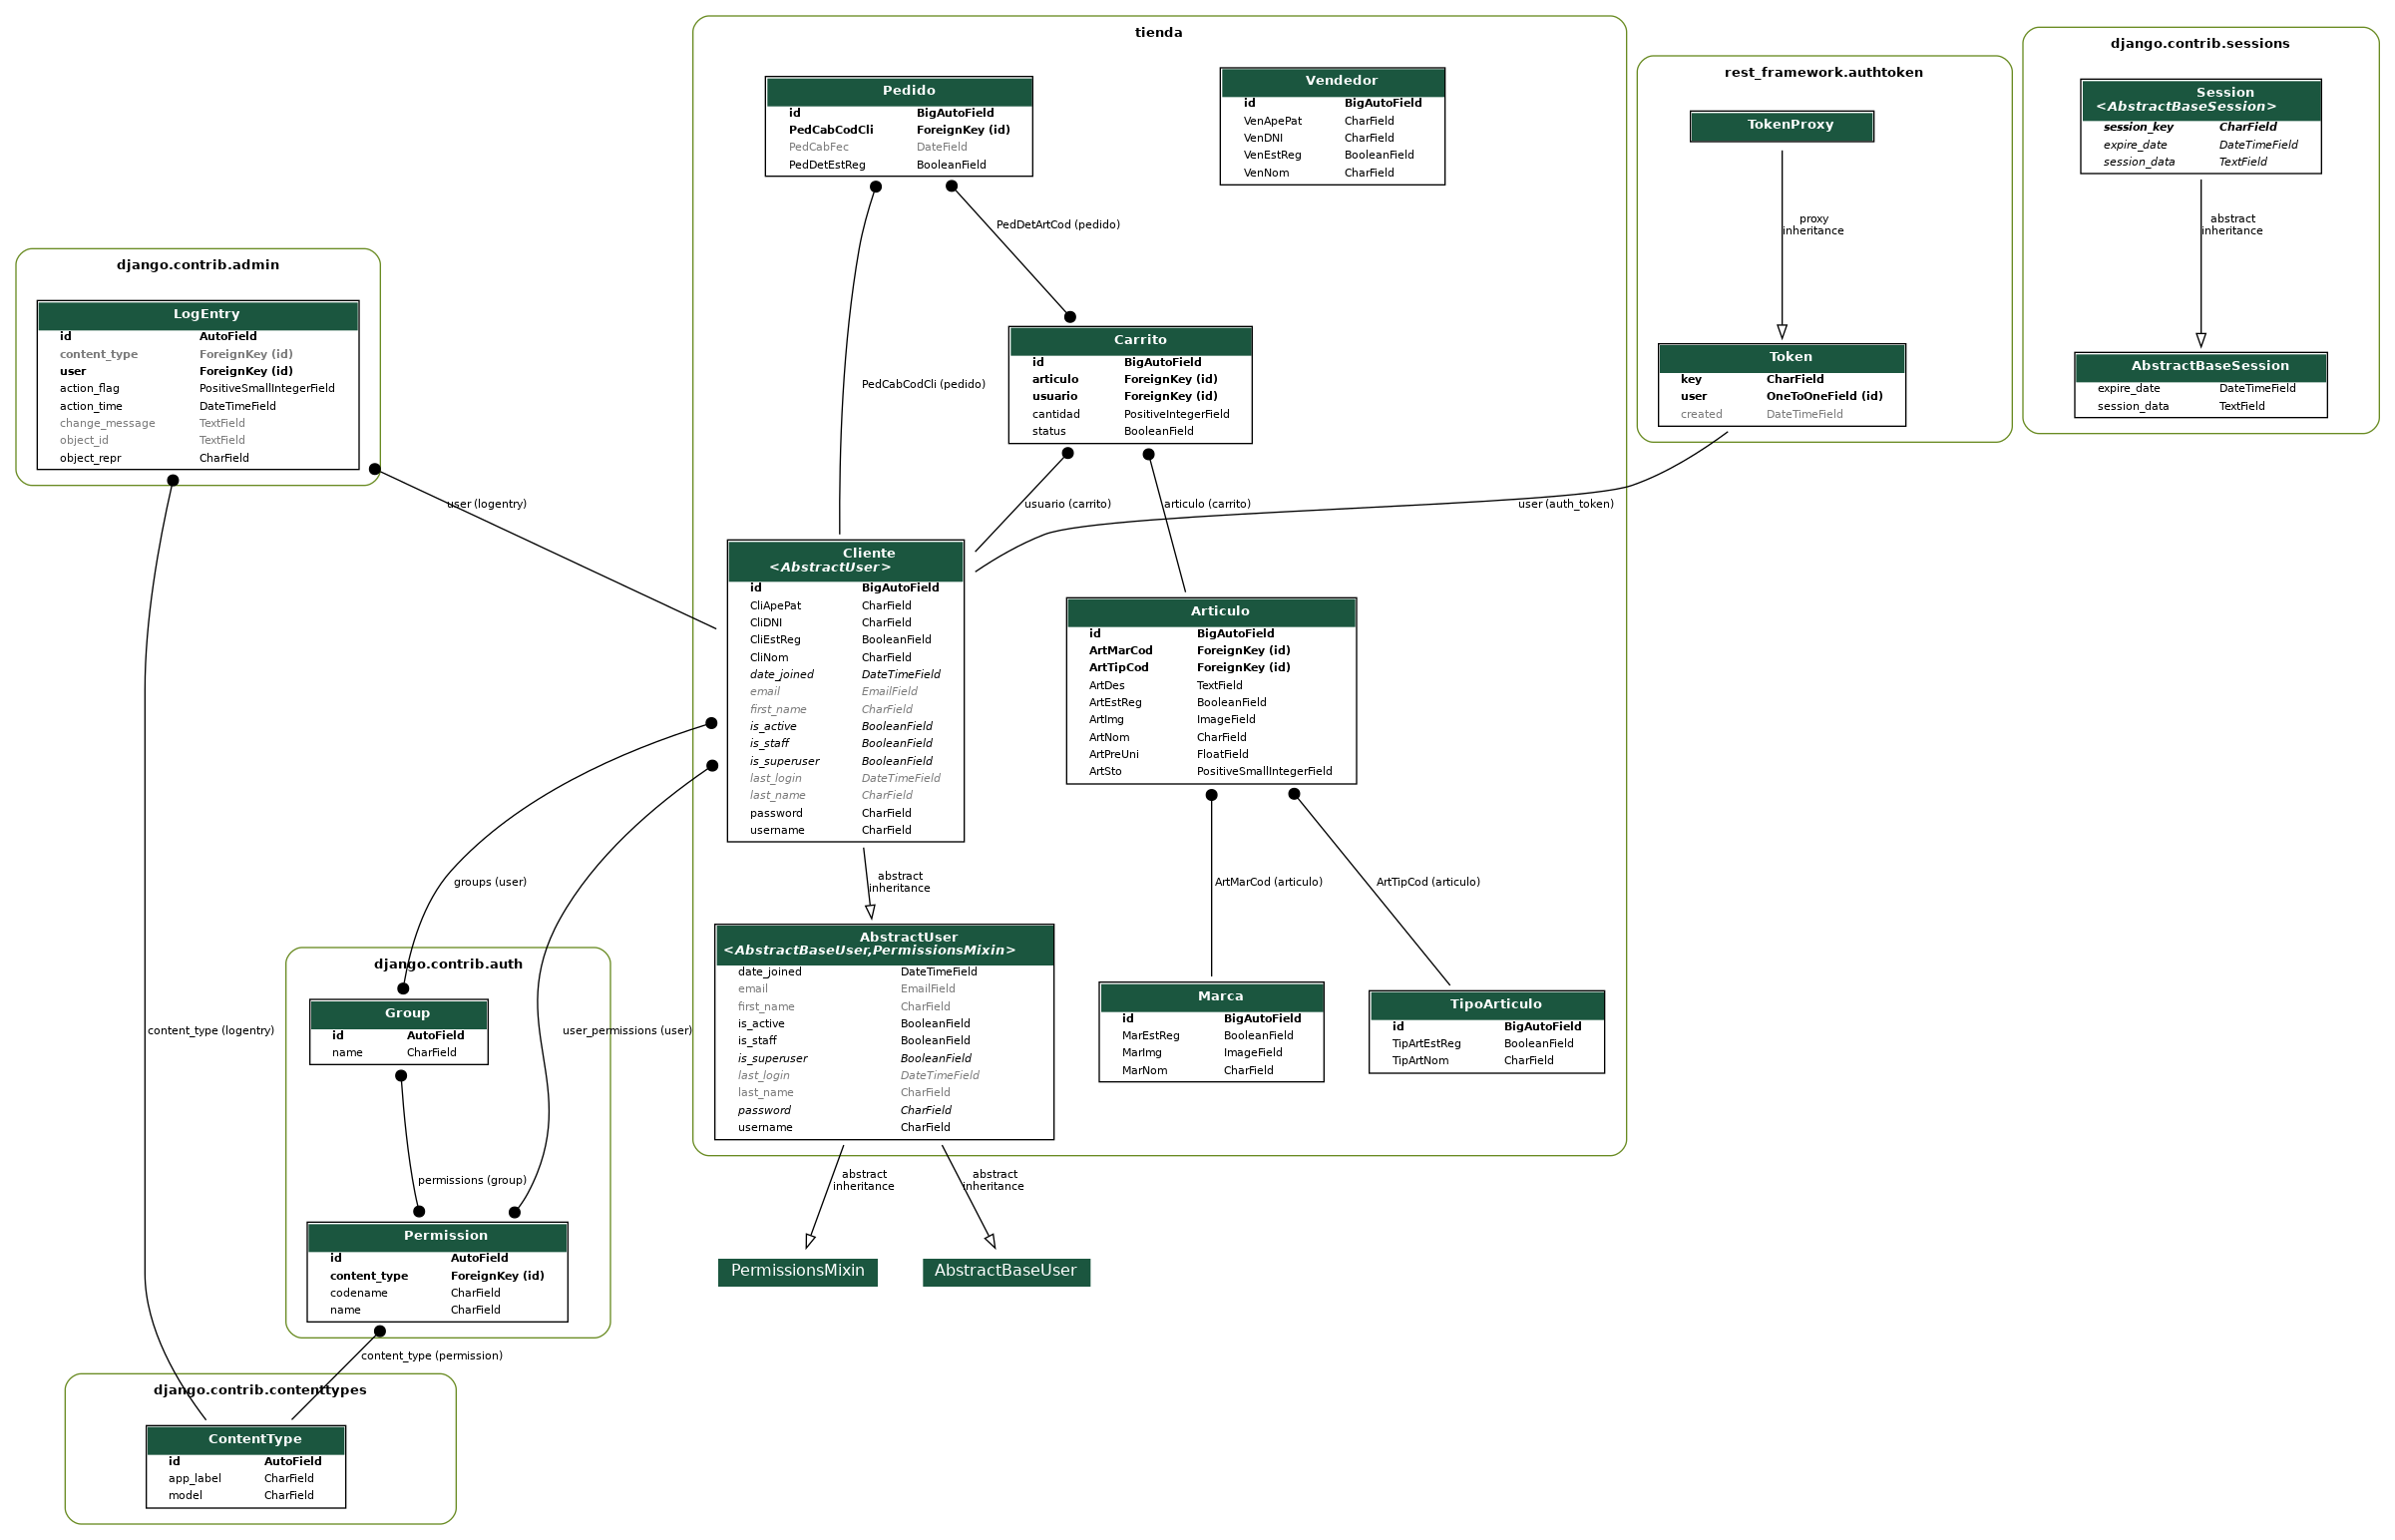 tienda
Pedido
id BigAutoField
PedCabCodCli ForeignKey (id)
PedCabFec DateField
PedDetEstReg BooleanField
Vendedor
id BigAutoField
VenApePat CharField
VenDNI CharField
VenEstReg BooleanField
VenNom CharField
rest_framework.authtoken
TokenProxy
django.contrib.sessions
Session
<AbstractBaseSession>
session_key CharField
expire_date DateTimeField
session_data TextField
PedDetArtCod (pedido)
proxy
inheritance
abstract
inheritance
django.contrib.admin
LogEntry
id AutoField
content_type ForeignKey (id)
user ForeignKey (id)
action_flag PositiveSmallIntegerField
action_time DateTimeField
change_message TextField
object_id TextField
object_repr CharField
PedCabCodCli (pedido)
Carrito
id BigAutoField
articulo ForeignKey (id)
usuario ForeignKey (id)
cantidad PositiveIntegerField
status BooleanField
Token
key CharField
user OneToOneField (id)
created DateTimeField
AbstractBaseSession
expire_date DateTimeField
session_data TextField
user (logentry)
usuario (carrito)
articulo (carrito)
user (auth_token)
Cliente
<AbstractUser>
id BigAutoField
CliApePat CharField
CliDNI CharField
CliEstReg BooleanField
CliNom CharField
date_joined DateTimeField
email EmailField
first_name CharField
is_active BooleanField
is_staff BooleanField
is_superuser BooleanField
last_login DateTimeField
last_name CharField
password CharField
username CharField
Articulo
id BigAutoField
ArtMarCod ForeignKey (id)
ArtTipCod ForeignKey (id)
ArtDes TextField
ArtEstReg BooleanField
ArtImg ImageField
ArtNom CharField
ArtPreUni FloatField
ArtSto PositiveSmallIntegerField
groups (user)
abstract
inheritance
ArtMarCod (articulo)
ArtTipCod (articulo)
AbstractUser
<AbstractBaseUser,PermissionsMixin>
date_joined DateTimeField
email EmailField
first_name CharField
is_active BooleanField
is_staff BooleanField
is_superuser BooleanField
last_login DateTimeField
last_name CharField
password CharField
username CharField
Marca
id BigAutoField
MarEstReg BooleanField
MarImg ImageField
MarNom CharField
TipoArticulo
id BigAutoField
TipArtEstReg BooleanField
TipArtNom CharField
django.contrib.auth
Group
id AutoField
name CharField
content_type (logentry)
user_permissions (user)
permissions (group)
abstract
inheritance
abstract
inheritance
Permission
id AutoField
content_type ForeignKey (id)
codename CharField
name CharField
PermissionsMixin
AbstractBaseUser
content_type (permission)
django.contrib.contenttypes
ContentType
id AutoField
app_label CharField
model CharField